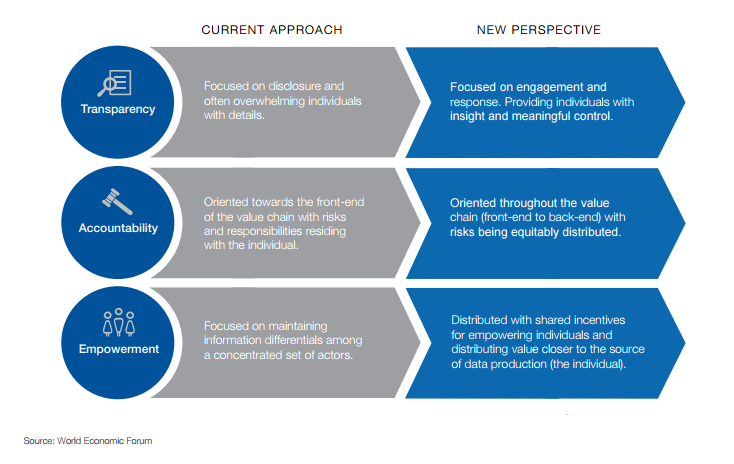 CURRENT APPROACH
NEW PERSPECTIVE
Transparency
Focused on disclosure and
often overwhelming individuals
with details.
Focused on engagement and
response. Providing individuals with
insight and meaningful control.
Accountability
Oriented towards the front-end
of the value chain with risks
and responsibilities residing
with the individual.
Oriented throughout the value
chain (front-end to back-end) with
risks being equitably distributed.
Empowerment
Focused on maintaining
information differentials among
a concentrated set of actors.
Distributed with shared incentives
for empowering individuals and
distributing value closer to the source
of data production (the individual).
Source: World Economic Forum